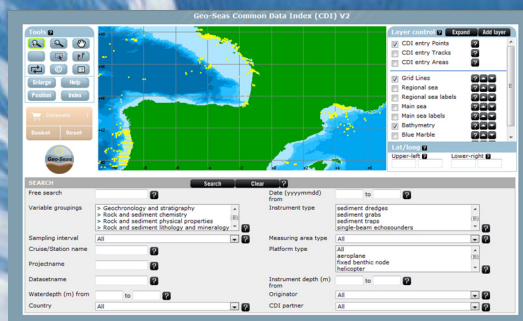 Geo-Seas Common Data Index (CDI) V2
Tools ?
Enlarge Help
Position Index
Basket Reset
Geo-Seas
Layer control ? Expand Add layer
CDI entry Points ?
CDI entry Tracks ?
CDI entry Areas ?
Grid Lines ?
Regional sea ?
Regional sea labels ?
Main sea ?
Main sea labels ?
Bathymetry ?
Blue Marble ?
Lat/long ?
Upper-left ? Lower-right ?
SEARCH Search Clear ?
Free search ? Date (yyyymmdd) from to ?
Variable groupings > Geochronology and stratigraphy
> Rock and sediment chemistry
> Rock and sediment physical properties
> Rock and sediment lithology and mineralogy ?
Instrument type sediment dredges
sediment grabs
sediment traps
single-beam echosounders ?
Sampling interval All ? Measuring area type All ?
Cruise/Station name ? Platform type All
aeroplane
fixed benthic node
helicopter ?
Projectname ?
Datasetname ? Instrument depth (m) from to ?
Waterdepth (m) from to ? Originator All ?
Country All ? CDI partner All ?